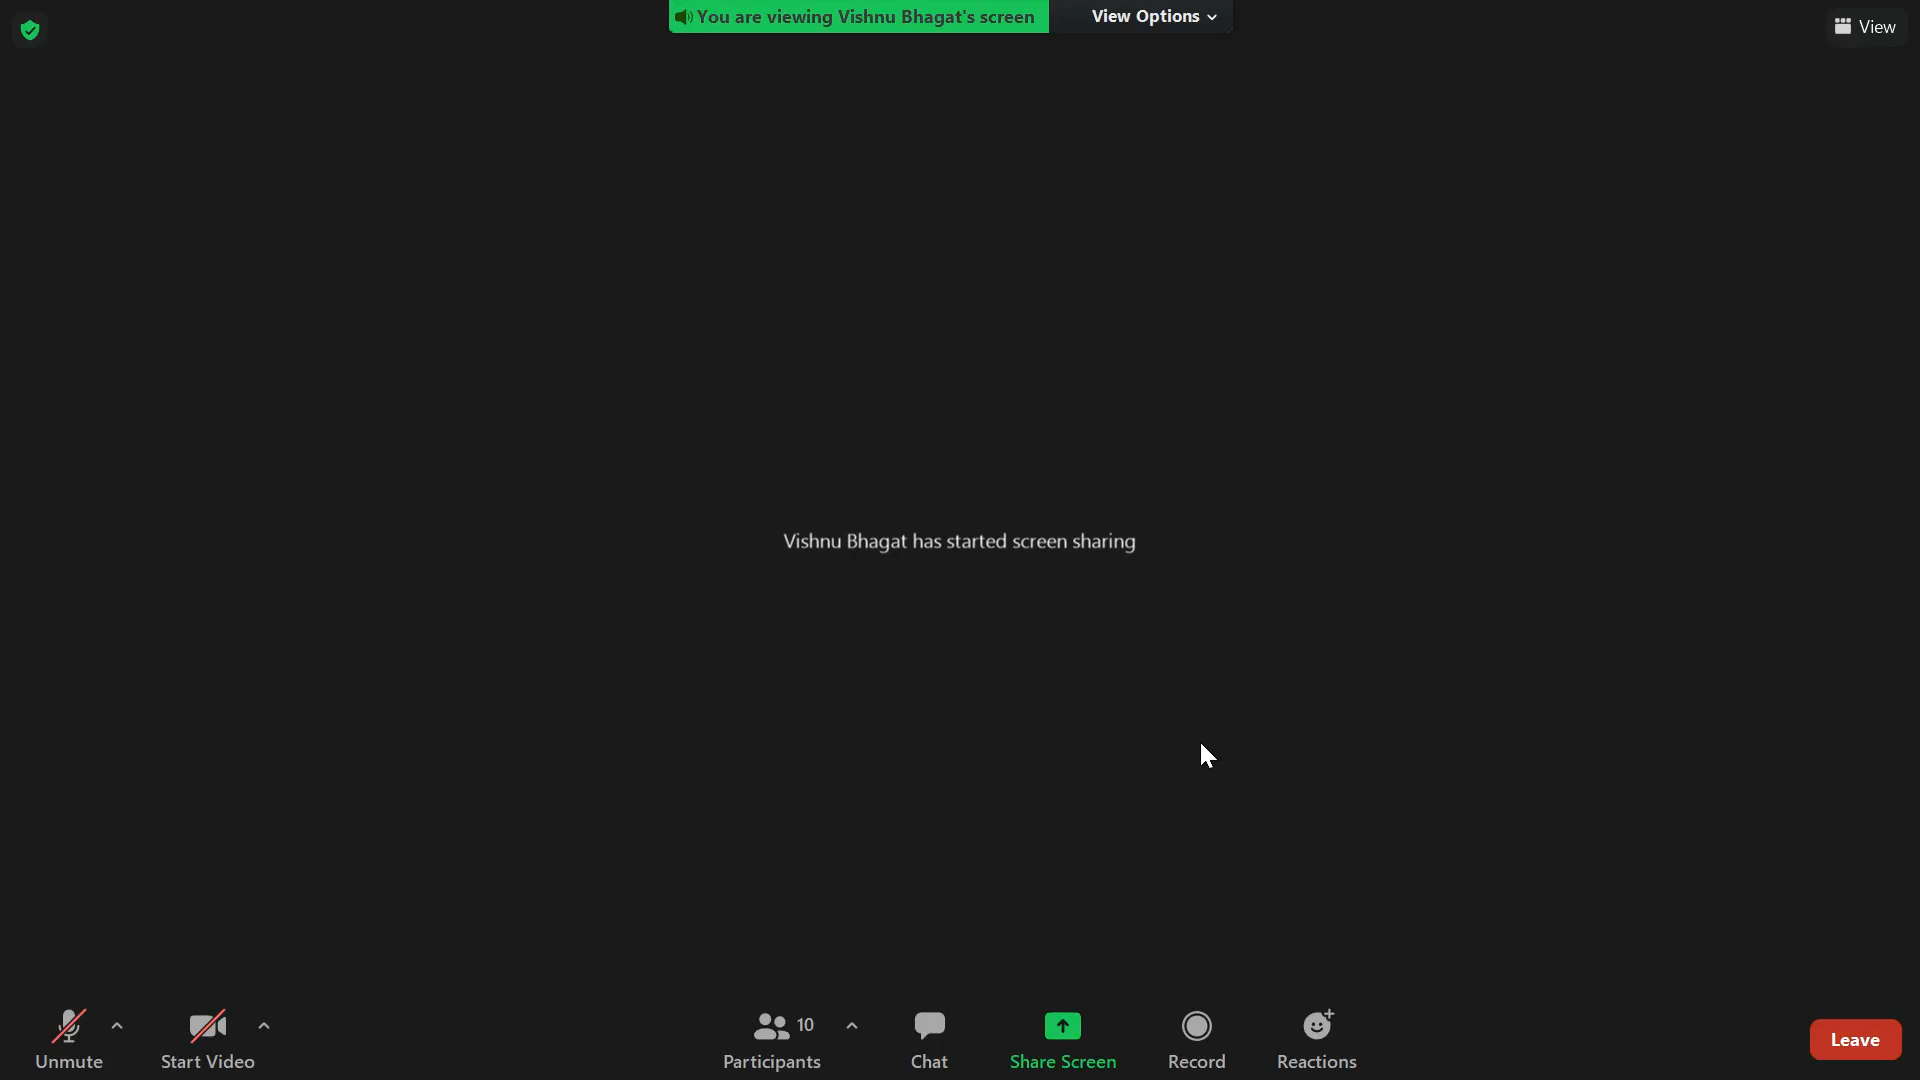 You are viewing Vishnu Bhagat's screen
View Options
View
Vishnu Bhagat has started screen sharing
Unmute
Start Video
10
Participants
Chat
Share Screen
Record
Reactions
Leave